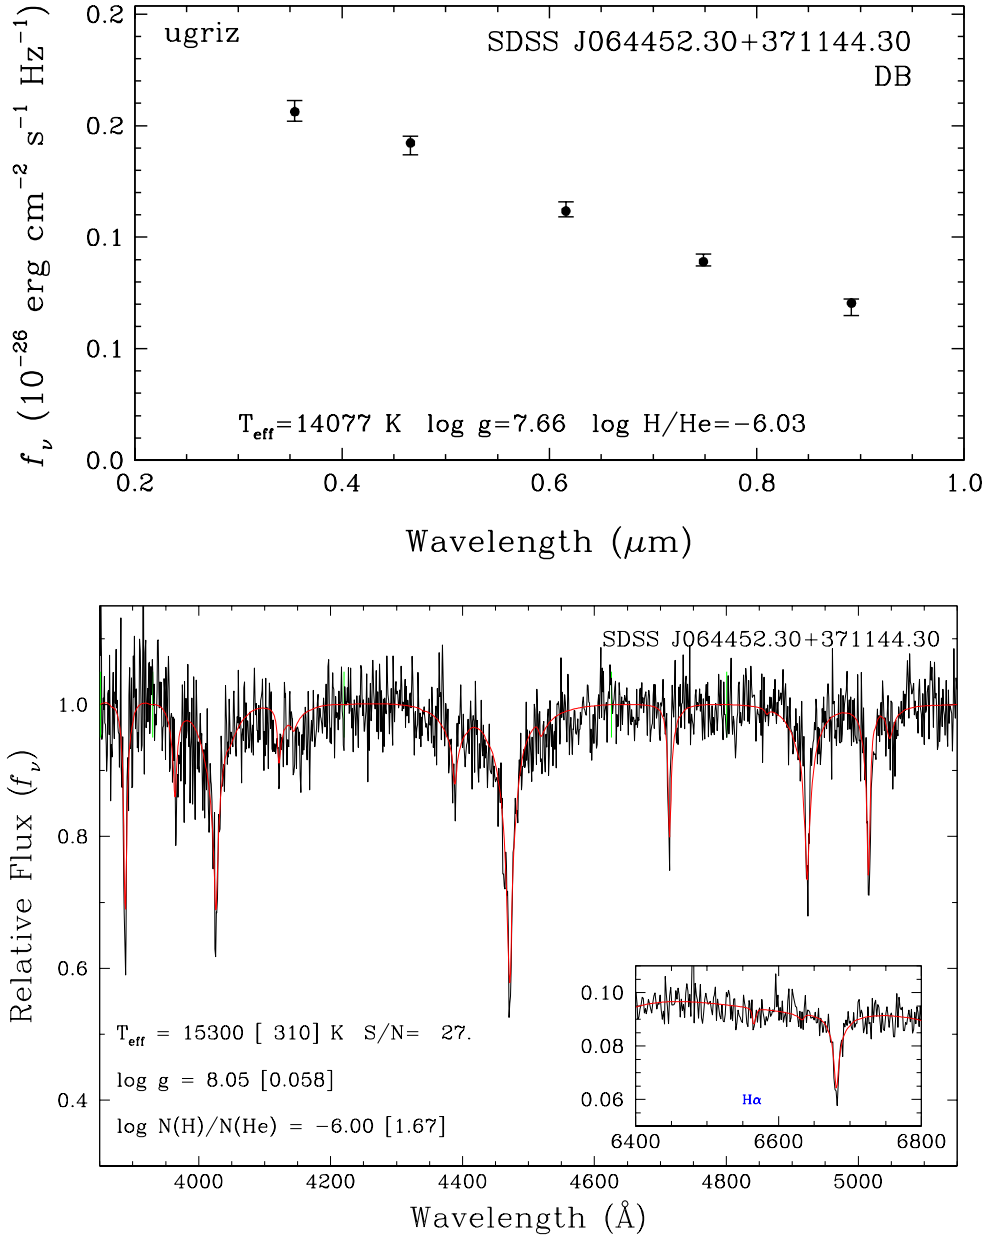 ugriz
SDSS J064452.30+371144.30
DB
0.2
0.2
0.1
0.1
0.0
f_ν (10^−26 erg cm^−2 s^−1 Hz^−1)
T_eff=14077 K log g=7.66 log H/He=−6.03
0.2 0.4 0.6 0.8 1.0
Wavelength (μm)
SDSS J064452.30+371144.30
1.0
0.8
0.6
0.4
Relative Flux (f_ν)
T_eff = 15300 [ 310] K S/N= 27.
log g = 8.05 [0.058]
log N(H)/N(He) = −6.00 [1.67]
0.10
0.08
0.06
Hα
6400 6600 6800
4000 4200 4400 4600 4800 5000
Wavelength (Å)